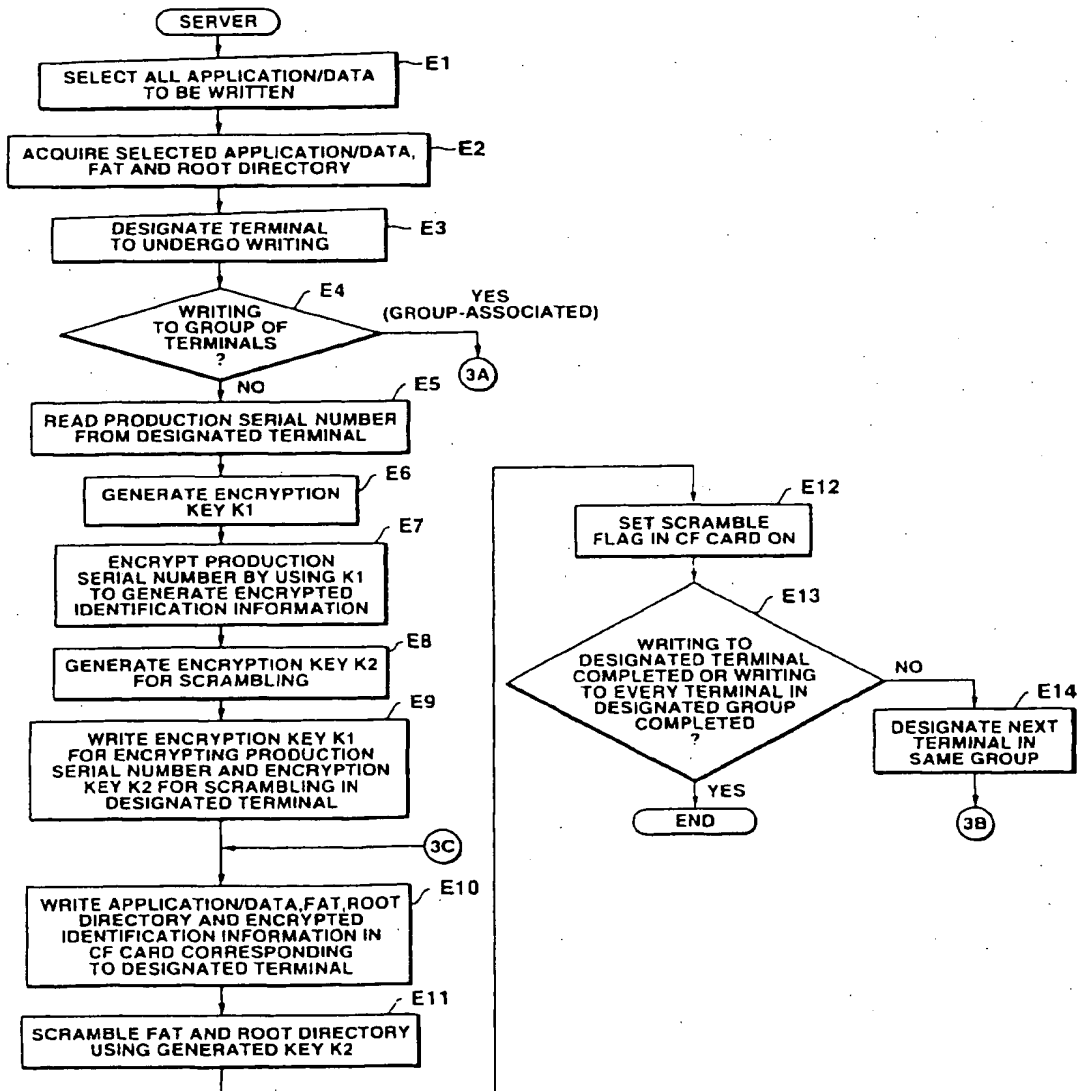 SERVER
E1
SELECT ALL APPLICATION/DATA
TO BE WRITTEN
E2
ACQUIRE SELECTED APPLICATION/DATA,
FAT AND ROOT DIRECTORY
E3
DESIGNATE TERMINAL
TO UNDERGO WRITING
E4
WRITING
TO GROUP OF
TERMINALS
?
YES
(GROUP-ASSOCIATED)
3A
NO
E5
READ PRODUCTION SERIAL NUMBER
FROM DESIGNATED TERMINAL
E6
GENERATE ENCRYPTION
KEY K1
E7
ENCRYPT PRODUCTION
SERIAL NUMBER BY USING K1
TO GENERATE ENCRYPTED
IDENTIFICATION INFORMATION
E8
GENERATE ENCRYPTION KEY K2
FOR SCRAMBLING
E9
WRITE ENCRYPTION KEY K1
FOR ENCRYPTING PRODUCTION
SERIAL NUMBER AND ENCRYPTION
KEY K2 FOR SCRAMBLING IN
DESIGNATED TERMINAL
3C
E10
WRITE APPLICATION/DATA,FAT,ROOT
DIRECTORY AND ENCRYPTED
IDENTIFICATION INFORMATION IN
CF CARD CORRESPONDING
TO DESIGNATED TERMINAL
E11
SCRAMBLE FAT AND ROOT DIRECTORY
USING GENERATED KEY K2
E12
SET SCRAMBLE
FLAG IN CF CARD ON
E13
WRITING TO
DESIGNATED TERMINAL
COMPLETED OR WRITING
TO EVERY TERMINAL IN
DESIGNATED GROUP
COMPLETED
?
NO
E14
DESIGNATE NEXT
TERMINAL IN
SAME GROUP
3B
YES
END